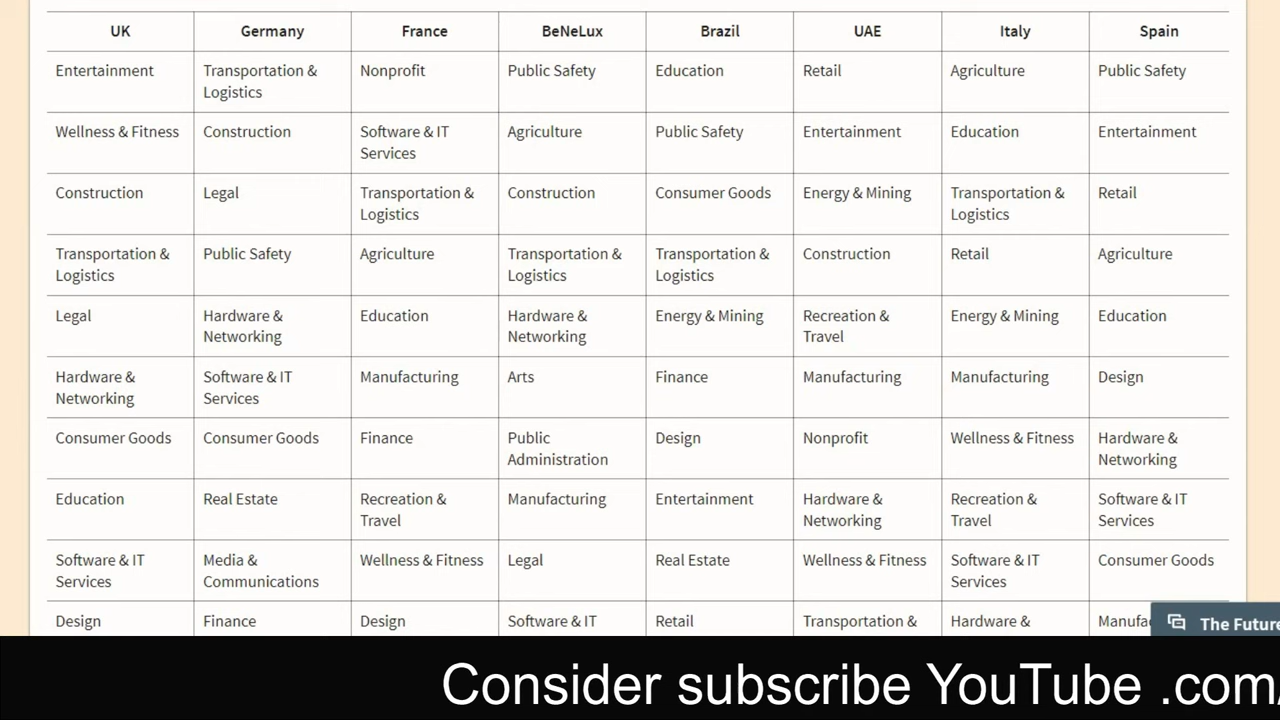 UK Germany France BeNeLux Brazil UAE Italy Spain
Entertainment Transportation & Nonprofit Public Safety Education Retail Agriculture Public Safety
Logistics
Wellness & Fitness Construction Software & IT Agriculture Public Safety Entertainment Education Entertainment
Services
Construction Legal Transportation & Construction Consumer Goods Energy & Mining Transportation & Retail
Logistics Logistics
Transportation & Public Safety Agriculture Transportation & Transportation & Construction Retail Agriculture
Logistics Logistics Logistics
Legal Hardware & Education Hardware & Energy & Mining Recreation & Energy & Mining Education
Networking Networking Travel
Hardware & Software & IT Manufacturing Arts Finance Manufacturing Manufacturing Design
Networking Services
Consumer Goods Consumer Goods Finance Public Design Nonprofit Wellness & Fitness Hardware &
Administration Networking
Education Real Estate Recreation & Manufacturing Entertainment Hardware & Recreation & Software & IT
Travel Networking Travel Services
Software & IT Media & Wellness & Fitness Legal Real Estate Wellness & Fitness Software & IT Consumer Goods
Services Communications Services
Design Finance Design Software & IT Retail Transportation & Hardware & Manufa
The Future
Consider subscribe YouTube .com/